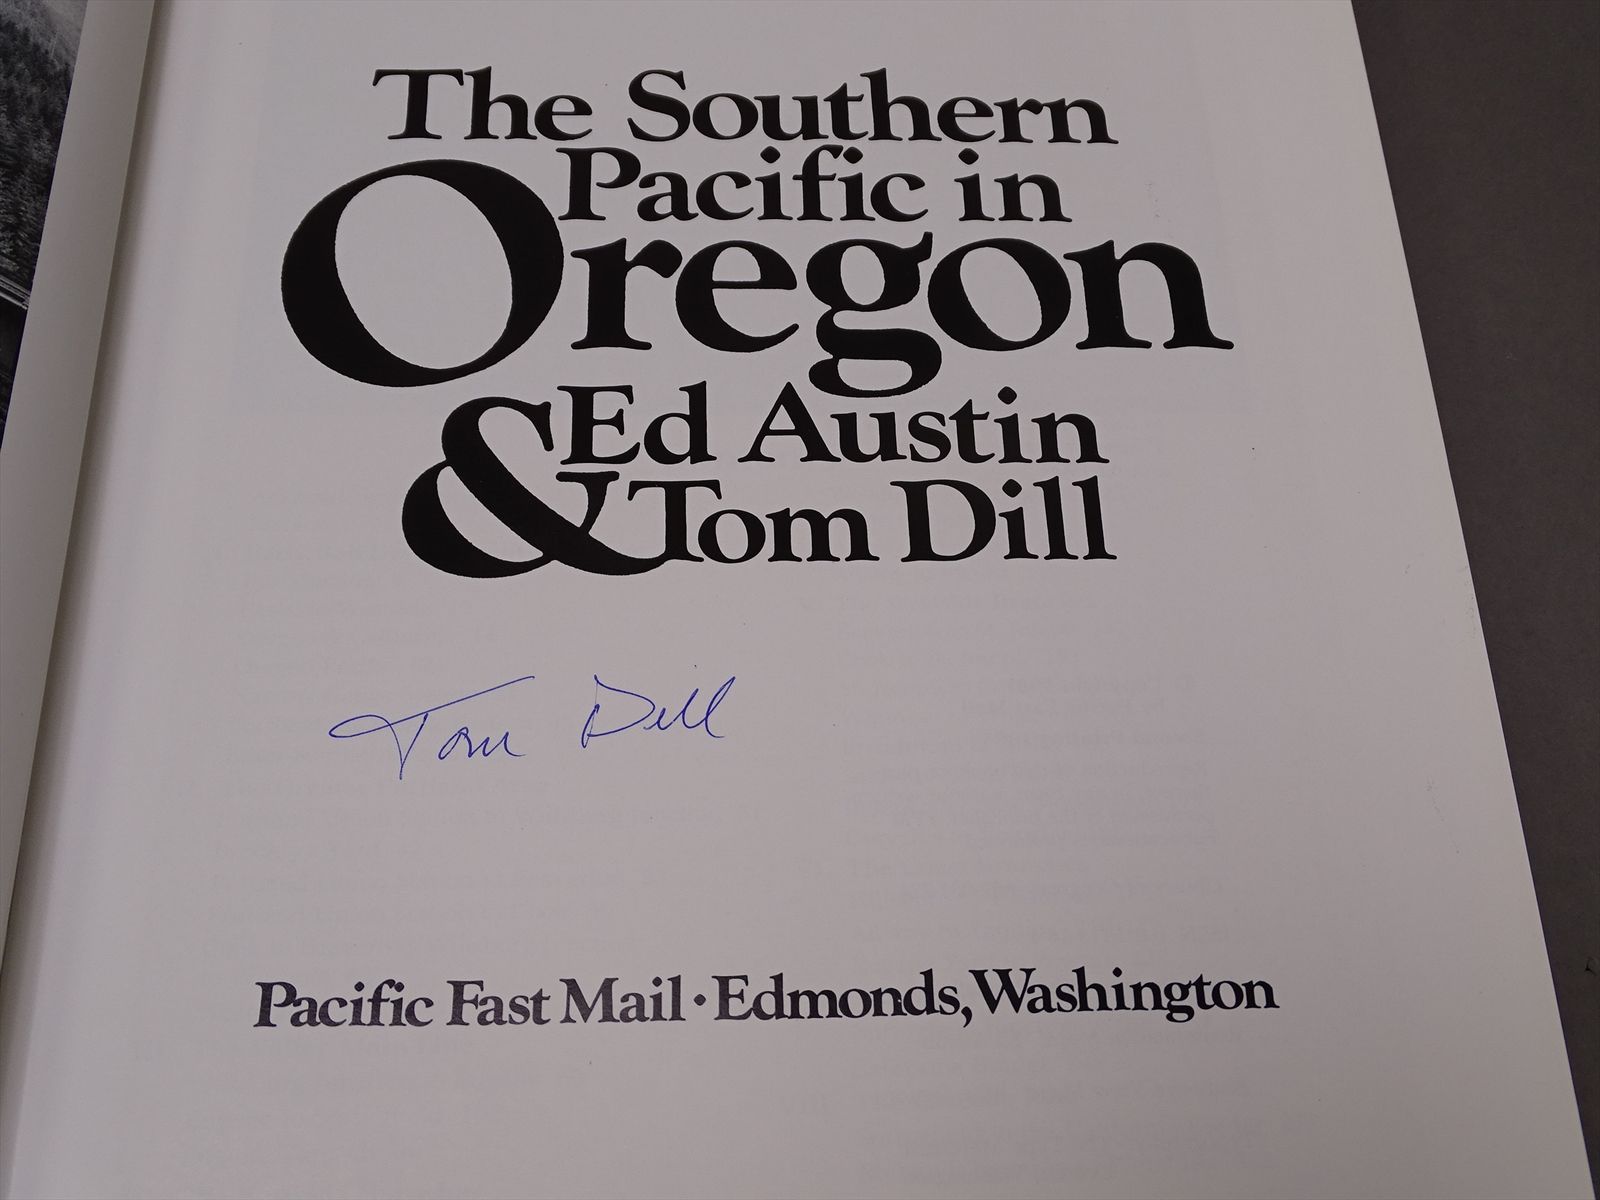 The Southern
Pacific in
Oregon
Ed Austin
& Tom Dill
Tom Dill
Pacific Fast Mail • Edmonds, Washington